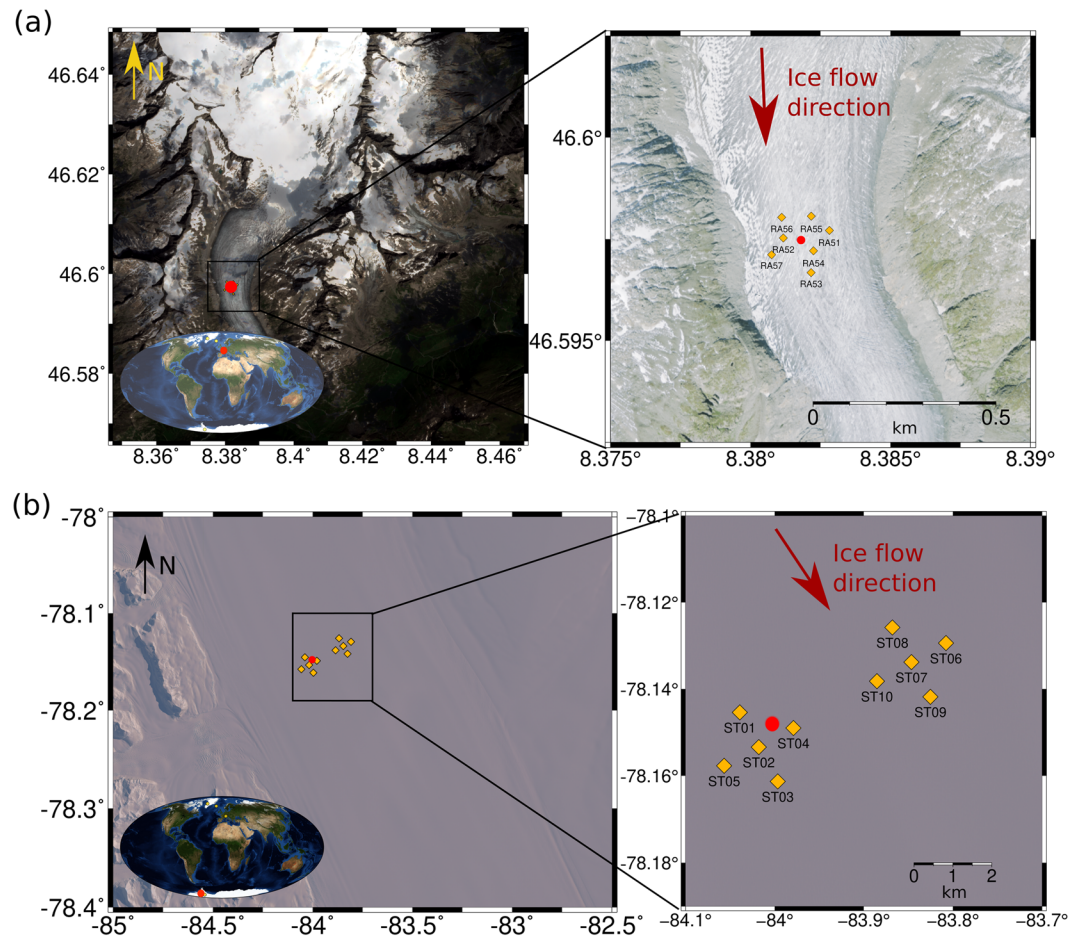 (a)
N
46.64°
46.62°
46.6°
46.58°
8.36° 8.38° 8.4° 8.42° 8.44° 8.46°
Ice flow
direction
46.6°
46.595°
RA56 RA55
RA51
RA52
RA57
RA54
RA53
0 0.5
km
8.375° 8.38° 8.385° 8.39°
(b)
N
-78°
-78.1°
-78.2°
-78.3°
-78.4°
-85° -84.5° -84° -83.5° -83° -82.5°
Ice flow
direction
−78.1°
−78.12°
−78.14°
−78.16°
−78.18°
ST08
ST06
ST07
ST10
ST09
ST01
ST04
ST02
ST05
ST03
0 1 2
km
−84.1° −84° −83.9° −83.8° −83.7°